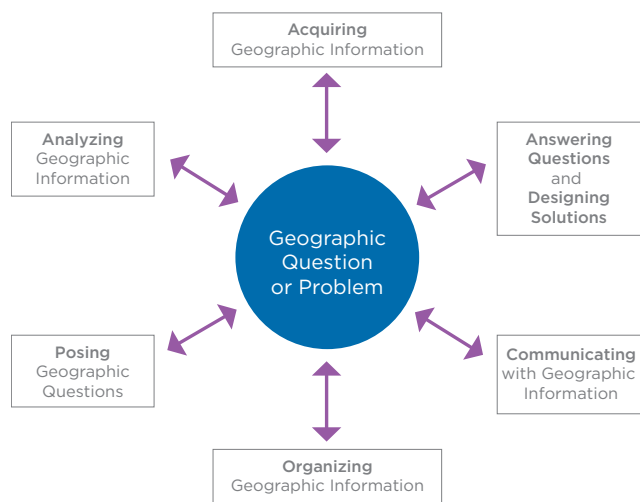 Acquiring
Geographic Information
Analyzing
Geographic
Information
Answering
Questions
and
Designing
Solutions
Geographic
Question
or Problem
Posing
Geographic
Questions
Communicating
with Geographic
Information
Organizing
Geographic Information